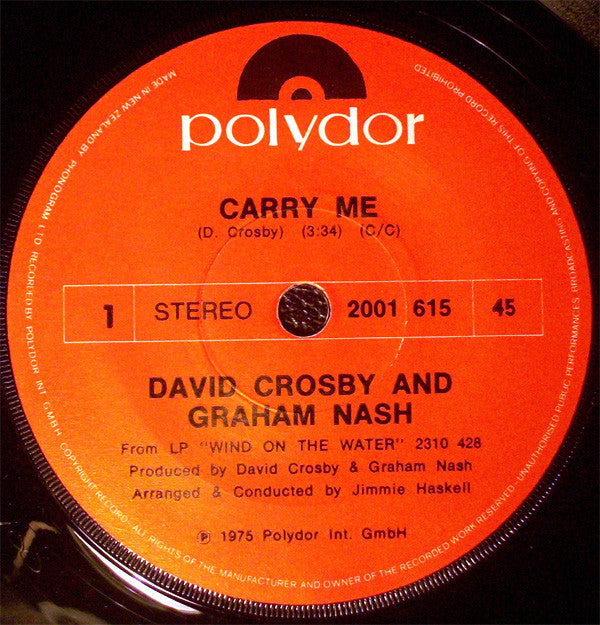 polydor
CARRY ME
(D. Crosby) (3:34) (C/C)
1 STEREO 2001 615 45
DAVID CROSBY AND
GRAHAM NASH
From LP "WIND ON THE WATER" 2310 428
Produced by David Crosby & Graham Nash
Arranged & Conducted by Jimmie Haskell
Ⓟ 1975 Polydor Int. GmbH
MADE IN NEW ZEALAND BY PHONOGRAM LTD RECORDED BY POLYDOR INT GMBH COPYRIGHT RECORD - ALL RIGHTS OF THE MANUFACTURER AND OWNER OF THE RECORDED WORK RESERVED - UNAUTHORISED PUBLIC PERFORMANCES BROADCASTING AND COPYING OF THIS RECORD PROHIBITED